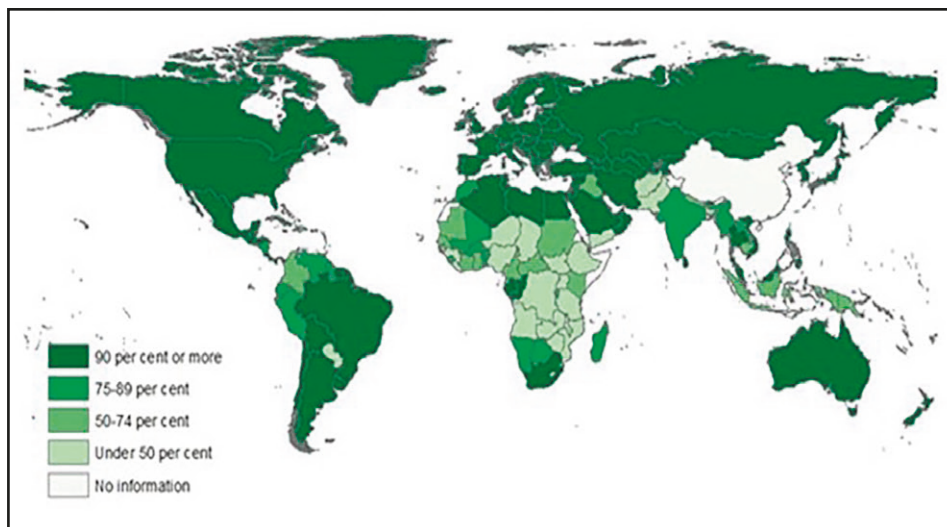 90 per cent or more
75-89 per cent
50-74 per cent
Under 50 per cent
No information